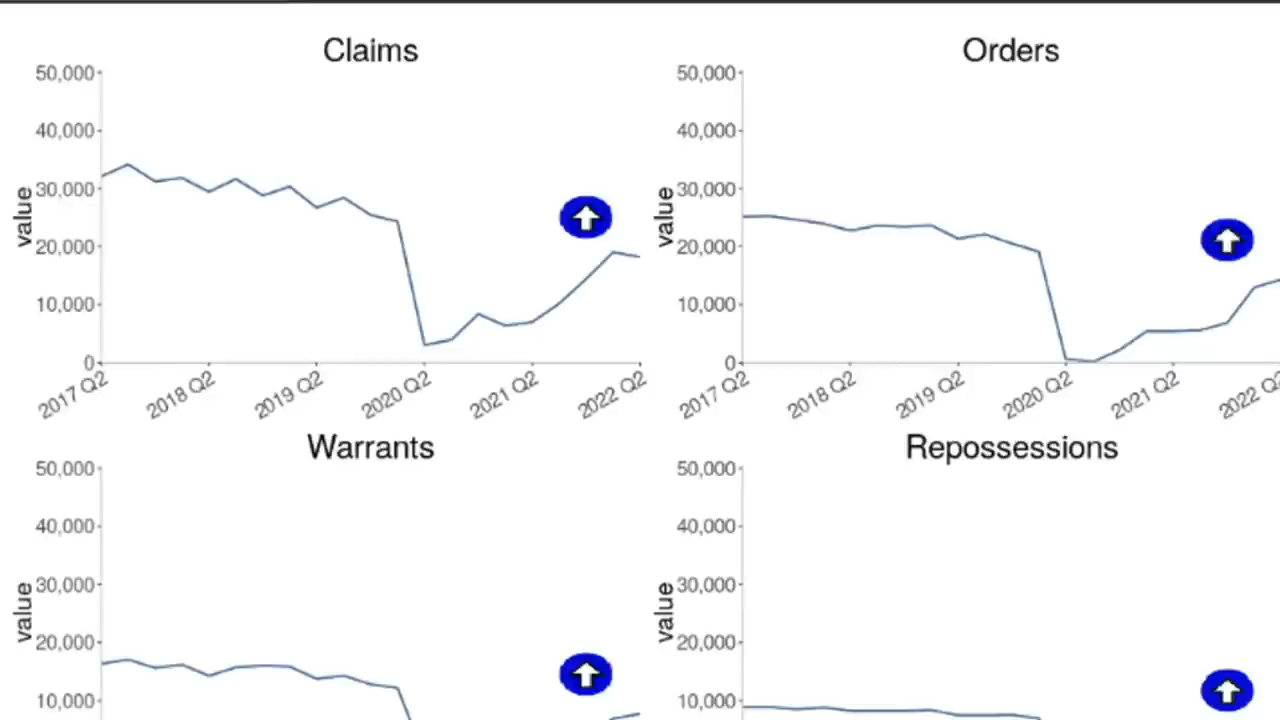 Claims
50,000
40,000
30,000
20,000
10,000
0
value
2017 Q2
2018 Q2
2019 Q2
2020 Q2
2021 Q2
2022 Q2
Orders
50,000
40,000
30,000
20,000
10,000
0
value
2017 Q2
2018 Q2
2019 Q2
2020 Q2
2021 Q2
2022 Q
Warrants
50,000
40,000
30,000
20,000
10,000
value
Repossessions
50,000
40,000
30,000
20,000
10,000
value